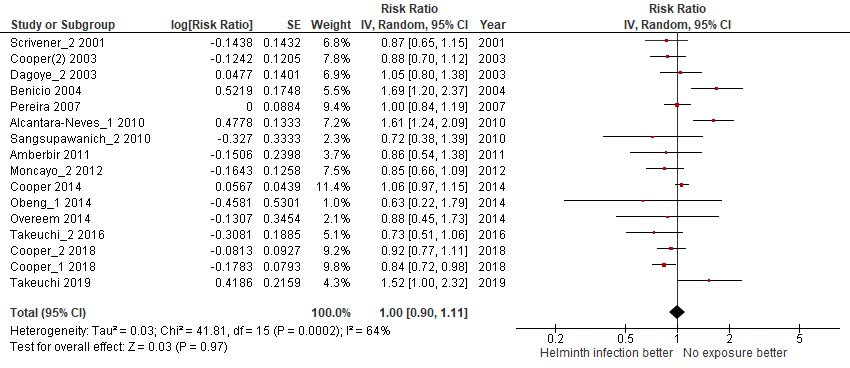 Risk Ratio Risk Ratio
Study or Subgroup log[Risk Ratio] SE Weight IV, Random, 95% CI Year IV, Random, 95% CI
Scrivener_2 2001 -0.1438 0.1432 6.8% 0.87 [0.65, 1.15] 2001
Cooper(2) 2003 -0.1242 0.1205 7.8% 0.88 [0.70, 1.12] 2003
Dagoye_2 2003 0.0477 0.1401 6.9% 1.05 [0.80, 1.38] 2003
Benicio 2004 0.5219 0.1748 5.6% 1.69 [1.20, 2.37] 2004
Pereira 2007 0 0.0884 9.4% 1.00 [0.84, 1.19] 2007
Alcantara-Neves_1 2010 0.4778 0.1333 7.2% 1.61 [1.24, 2.09] 2010
Sangsupawanich_2 2010 -0.327 0.3333 2.3% 0.72 [0.38, 1.39] 2010
Amberbir 2011 -0.1506 0.2398 3.8% 0.86 [0.54, 1.38] 2011
Moncayo_2 2012 -0.1643 0.1258 7.5% 0.85 [0.66, 1.09] 2012
Cooper 2014 0.0567 0.0439 11.4% 1.06 [0.97, 1.15] 2014
Obeng_1 2014 -0.4581 0.5301 1.0% 0.63 [0.22, 1.79] 2014
Overeem 2014 -0.1307 0.3454 2.1% 0.88 [0.45, 1.73] 2014
Takeuchi_2 2016 -0.3081 0.1885 5.2% 0.73 [0.51, 1.06] 2016
Cooper_2 2018 -0.0813 0.0927 9.2% 0.92 [0.77, 1.11] 2018
Cooper_1 2018 -0.1783 0.0793 9.8% 0.84 [0.72, 0.98] 2018
Takeuchi 2019 0.4186 0.2159 4.3% 1.52 [1.00, 2.32] 2019
Total (95% CI) 100.0% 1.00 [0.90, 1.11]
Heterogeneity: Tau² = 0.03; Chi² = 41.81, df = 15 (P = 0.0002); I² = 64%
Test for overall effect: Z = 0.03 (P = 0.97)
0.2 0.5 1 2 5
Helminth infection better No exposure better